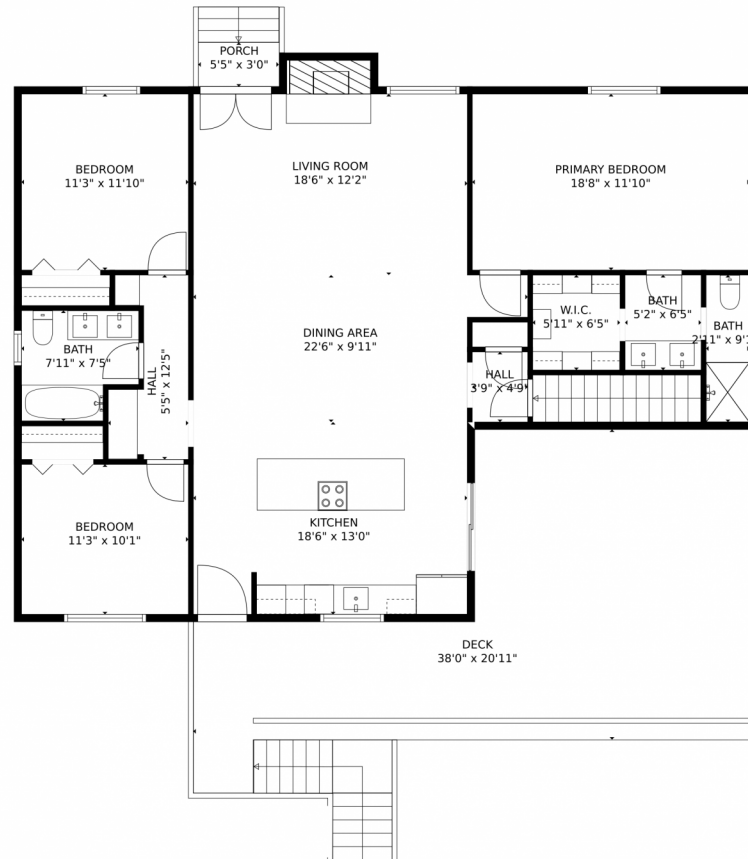 PORCH
5'5" x 3'0"
BEDROOM
11'3" x 11'10"
LIVING ROOM
18'6" x 12'2"
PRIMARY BEDROOM
18'8" x 11'10"
W.I.C.
5'11" x 6'5"
BATH
5'2" x 6'5"
BATH
2'11" x 9'
DINING AREA
22'6" x 9'11"
BATH
7'11" x 7'5"
HALL
5'5" x 12'5"
HALL
3'9" x 4'9"
BEDROOM
11'3" x 10'1"
KITCHEN
18'6" x 13'0"
DECK
38'0" x 20'11"